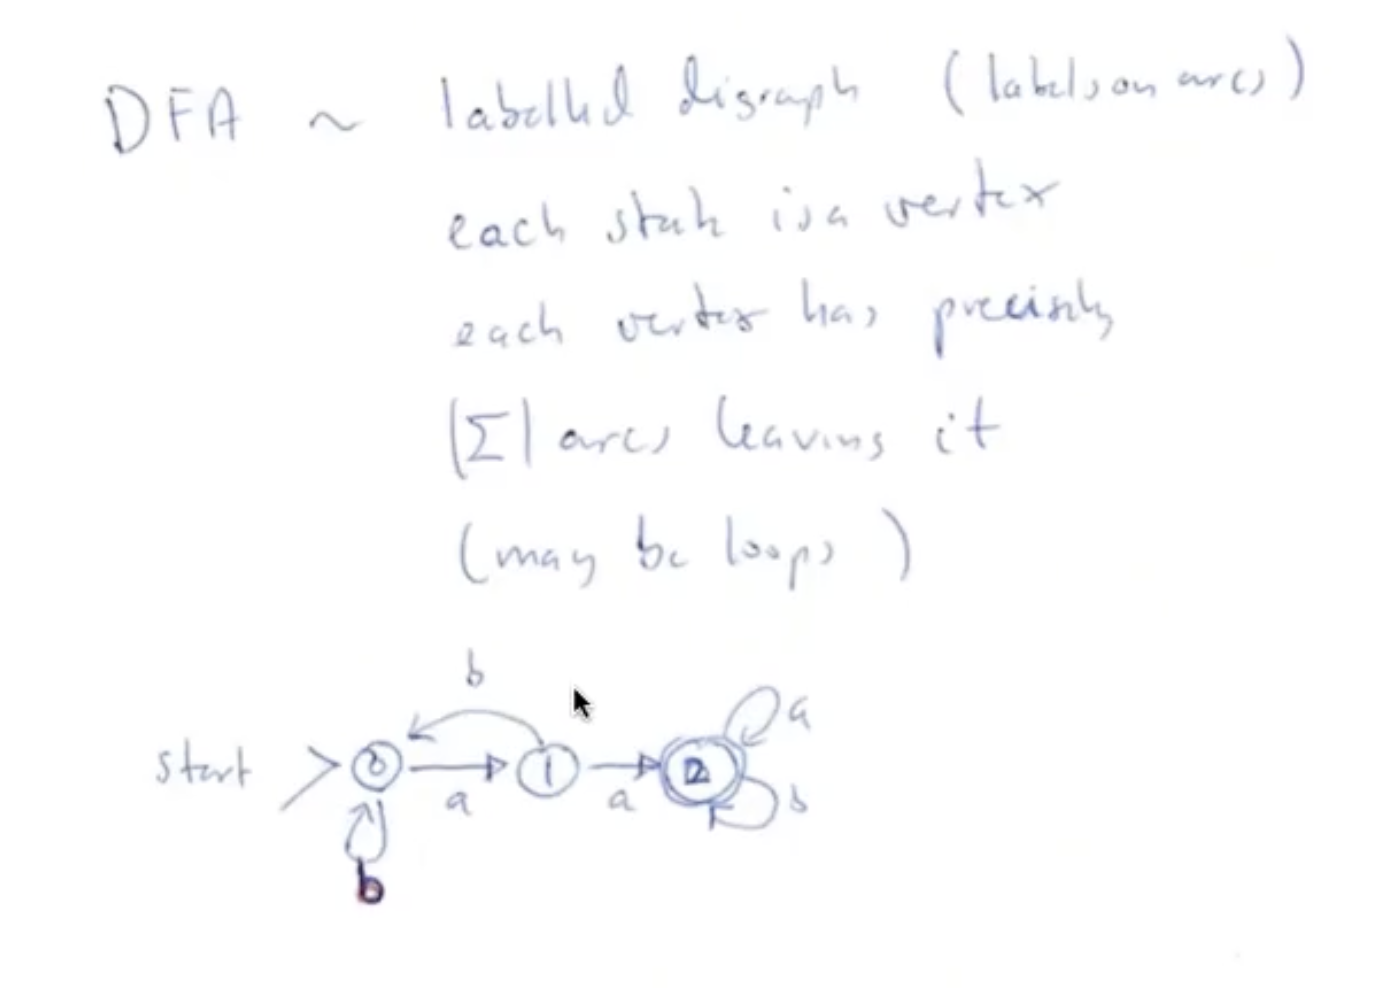 DFA ~ labelled digraph (labels on arcs)
each state is a vertex
each vertex has precisely
|Σ| arcs leaving it
(may be loops)
b
a
start 0 1 2
a a b
b